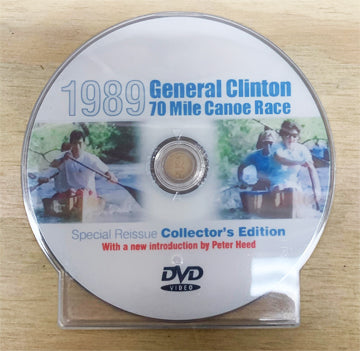 1989 General Clinton
70 Mile Canoe Race
Special Reissue Collector's Edition
With a new introduction by Peter Heed
DVD
VIDEO